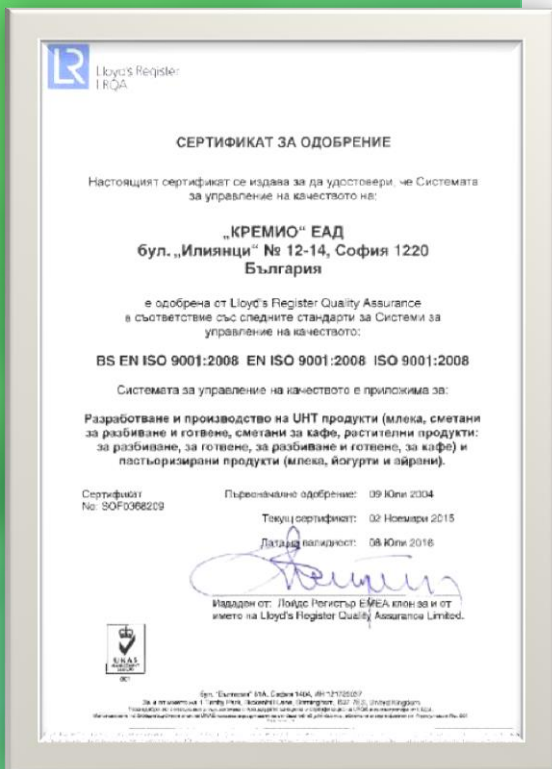 LR
Lloyd's Register
LRQA
СЕРТИФИКАТ ЗА ОДОБРЕНИЕ
Настоящият сертификат се издава за да удостовери, че Системата
за управление на качеството на:
„КРЕМИО“ ЕАД
бул. „Илиянци“ № 12-14, София 1220
България
е одобрена от Lloyd's Register Quality Assurance
в съответствие със следните стандарти за Системи за
управление на качеството:
BS EN ISO 9001:2008 EN ISO 9001:2008 ISO 9001:2008
Системата за управление на качеството е приложима за:
Разработване и производство на UHT продукти (млека, сметани
за разбиване и готвене, сметани за кафе, растителни продукти:
за разбиване, за готвене, за разбиване и готвене, за кафе) и
пастьоризирани продукти (млека, йогурти и айрани).
Сертификат
No: SOF0368209
Първоначално одобрение: 09 Юли 2004
Текущ сертификат: 02 Ноември 2015
Дата на валидност: 08 Юли 2016
Издаден от: Лойдс Регистър ЕМЕА клон за и от
името на Lloyd's Register Quality Assurance Limited.
UKAS
001